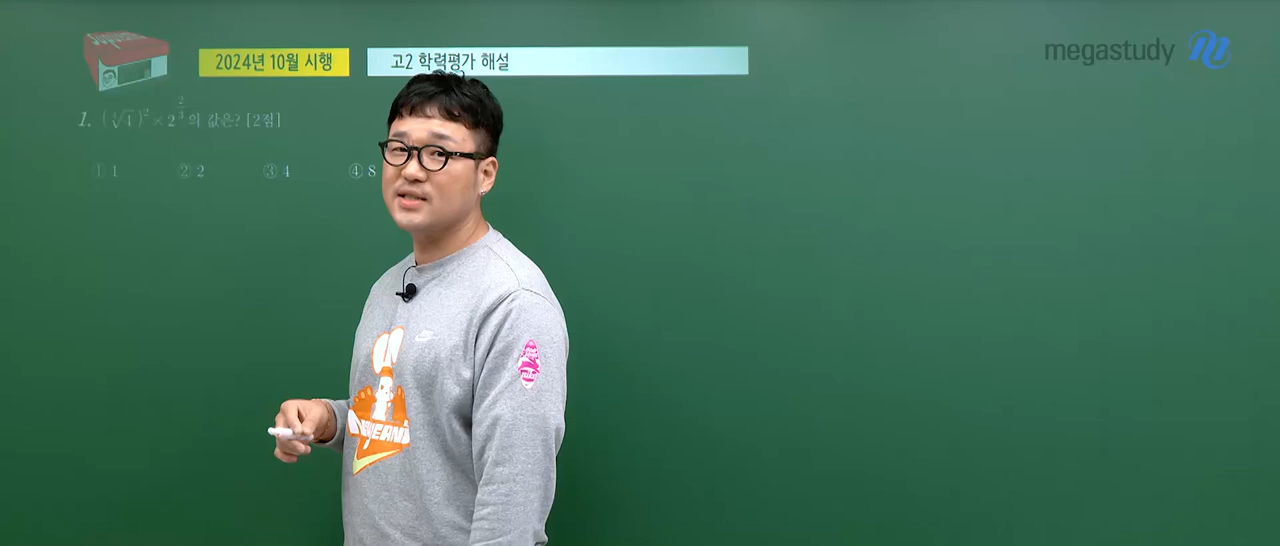 2024년 10월 시행
고2 학력평가 해설
megastudy
1. (∛4)² × 2^(2/3) 의 값은? [2점]
① 1 ② 2 ③ 4 ④ 8